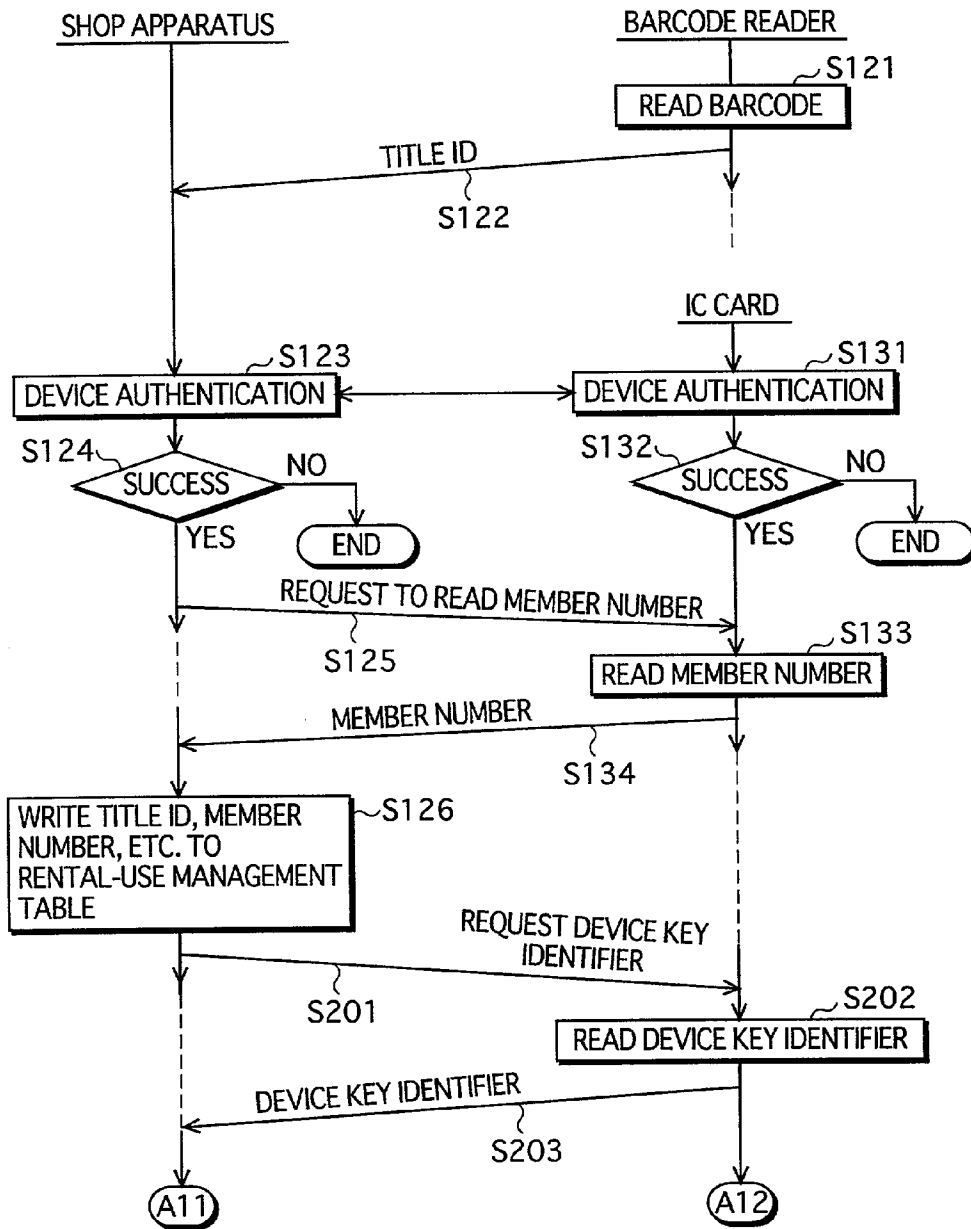 SHOP APPARATUS
BARCODE READER
S121
READ BARCODE
TITLE ID
S122
IC CARD
S123
S131
DEVICE AUTHENTICATION
DEVICE AUTHENTICATION
S124
SUCCESS
NO
S132
SUCCESS
NO
YES
END
YES
END
REQUEST TO READ MEMBER NUMBER
S125
S133
READ MEMBER NUMBER
MEMBER NUMBER
S134
S126
WRITE TITLE ID, MEMBER
NUMBER, ETC. TO
RENTAL-USE MANAGEMENT
TABLE
REQUEST DEVICE KEY
IDENTIFIER
S201
S202
READ DEVICE KEY IDENTIFIER
DEVICE KEY IDENTIFIER
S203
A11
A12